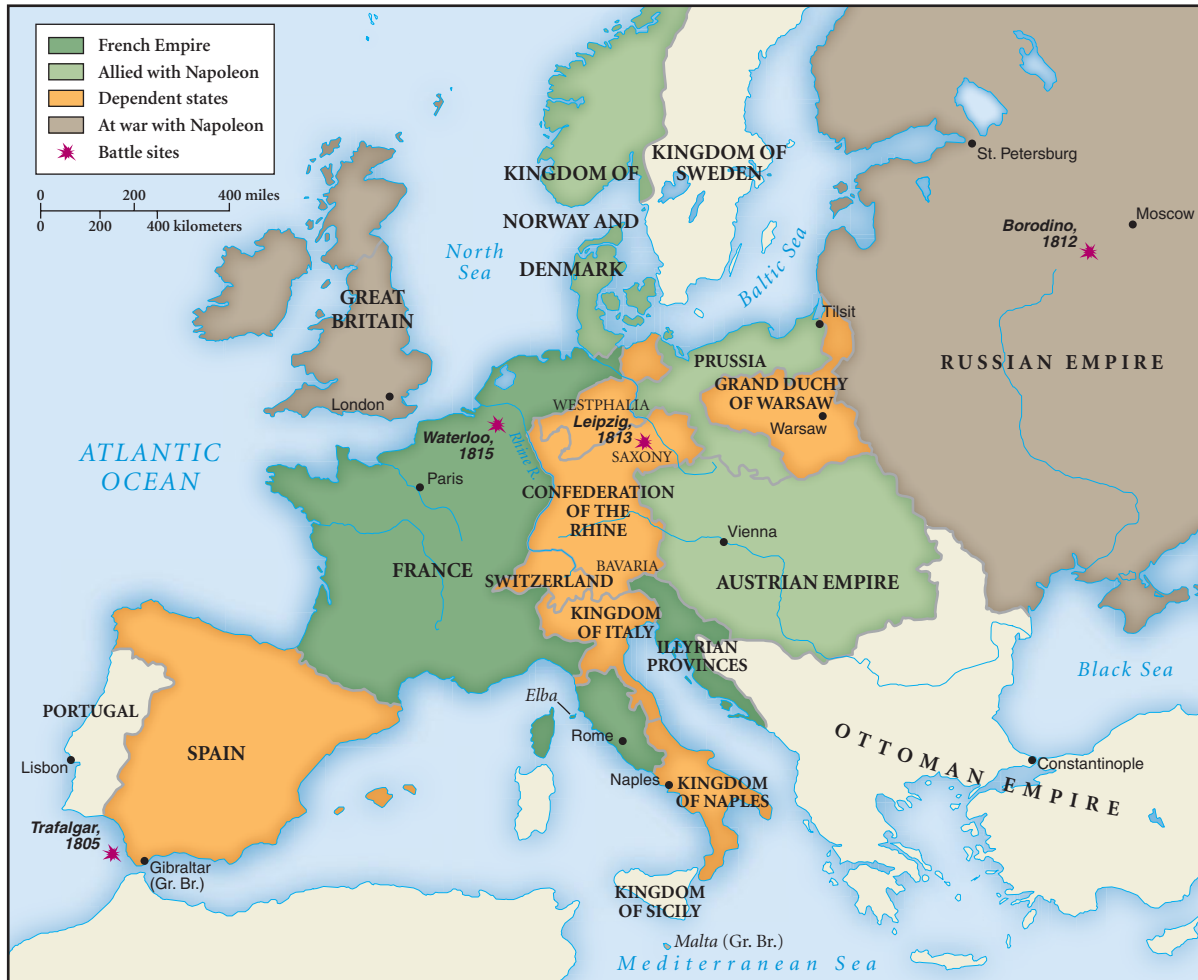 French Empire
Allied with Napoleon
Dependent states
At war with Napoleon
Battle sites
0 200 400 miles
0 200 400 kilometers
KINGDOM OF
NORWAY AND
DENMARK
KINGDOM OF
SWEDEN
St. Petersburg
Moscow
Borodino,
1812
North
Sea
Baltic Sea
GREAT
BRITAIN
London
Tilsit
PRUSSIA
RUSSIAN EMPIRE
GRAND DUCHY
OF WARSAW
Warsaw
WESTPHALIA
Leipzig,
1813
SAXONY
Waterloo,
1815
Rhine R.
ATLANTIC
OCEAN
Paris
CONFEDERATION
OF THE
RHINE
Vienna
FRANCE
SWITZERLAND
BAVARIA
AUSTRIAN EMPIRE
KINGDOM
OF ITALY
ILLYRIAN
PROVINCES
Black Sea
Elba
Rome
PORTUGAL
Lisbon
SPAIN
Naples
KINGDOM
OF NAPLES
OTTOMAN EMPIRE
Constantinople
Trafalgar,
1805
Gibraltar
(Gr. Br.)
KINGDOM
OF SICILY
Malta (Gr. Br.)
Mediterranean Sea